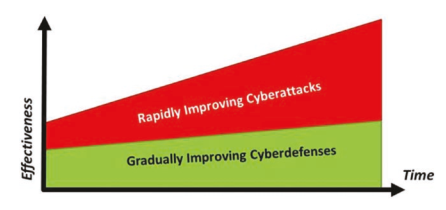 Effectiveness
Rapidly Improving Cyberattacks
Gradually Improving Cyberdefenses
Time